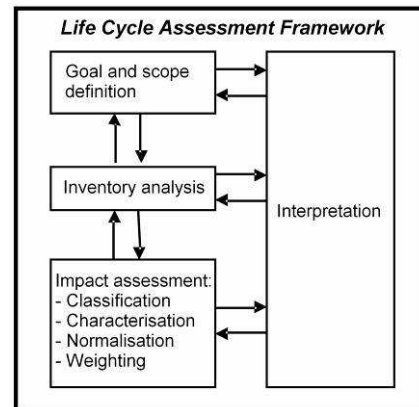 Life Cycle Assessment Framework
Goal and scope
definition
Inventory analysis
Interpretation
Impact assessment:
- Classification
- Characterisation
- Normalisation
- Weighting